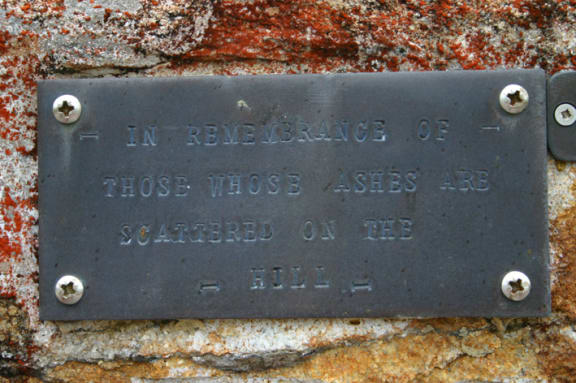 IN REMEMBRANCE OF
THOSE WHOSE ASHES ARE
SCATTERED ON THE
HILL